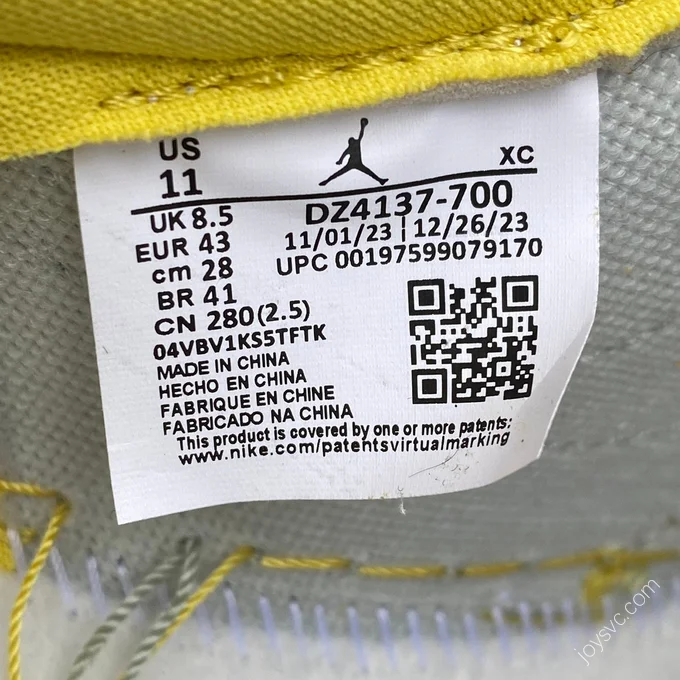 US
11
XC
UK 8.5
DZ4137-700
EUR 43
11/01/23 | 12/26/23
cm 28
UPC 00197599079170
BR 41
CN 280(2.5)
04VBV1KS5TFTK
MADE IN CHINA
HECHO EN CHINA
FABRIQUE EN CHINE
FABRICADO NA CHINA
This product is covered by one or more patents:
www.nike.com/patentsvirtualmarking
joysvc.com